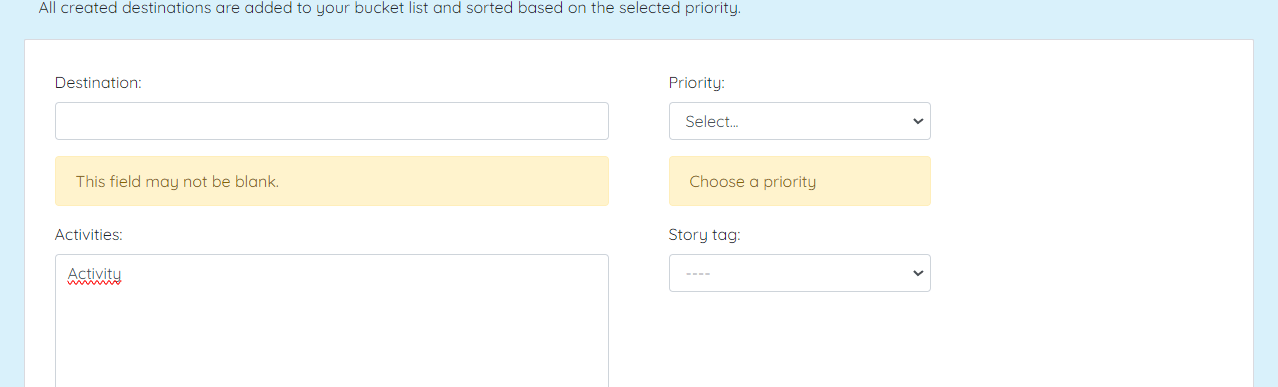 All created destinations are added to your bucket list and sorted based on the selected priority.
Destination:
Priority:
Select...
This field may not be blank.
Choose a priority
Activities:
Story tag:
Activity
----